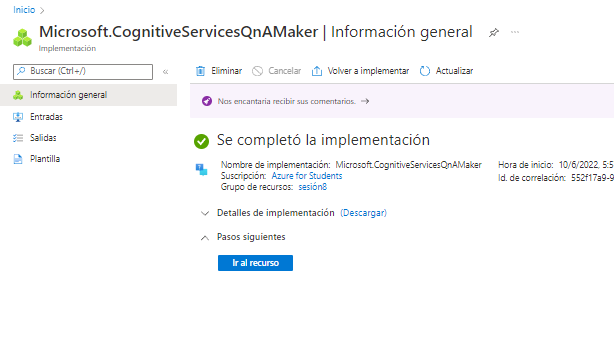 Inicio >
Microsoft.CognitiveServicesQnAMaker | Información general
Implementación
Buscar (Ctrl+/)
Información general
Entradas
Salidas
Plantilla
Eliminar Cancelar Volver a implementar Actualizar
Nos encantaria recibir sus comentarios. →
Se completó la implementación
Nombre de implementación: Microsoft.CognitiveServicesQnAMaker Hora de inicio: 10/6/2022, 5:5
Suscripción: Azure for Students Id. de correlación: 552f17a9-9
Grupo de recursos: sesión8
Detalles de implementación (Descargar)
Pasos siguientes
Ir al recurso